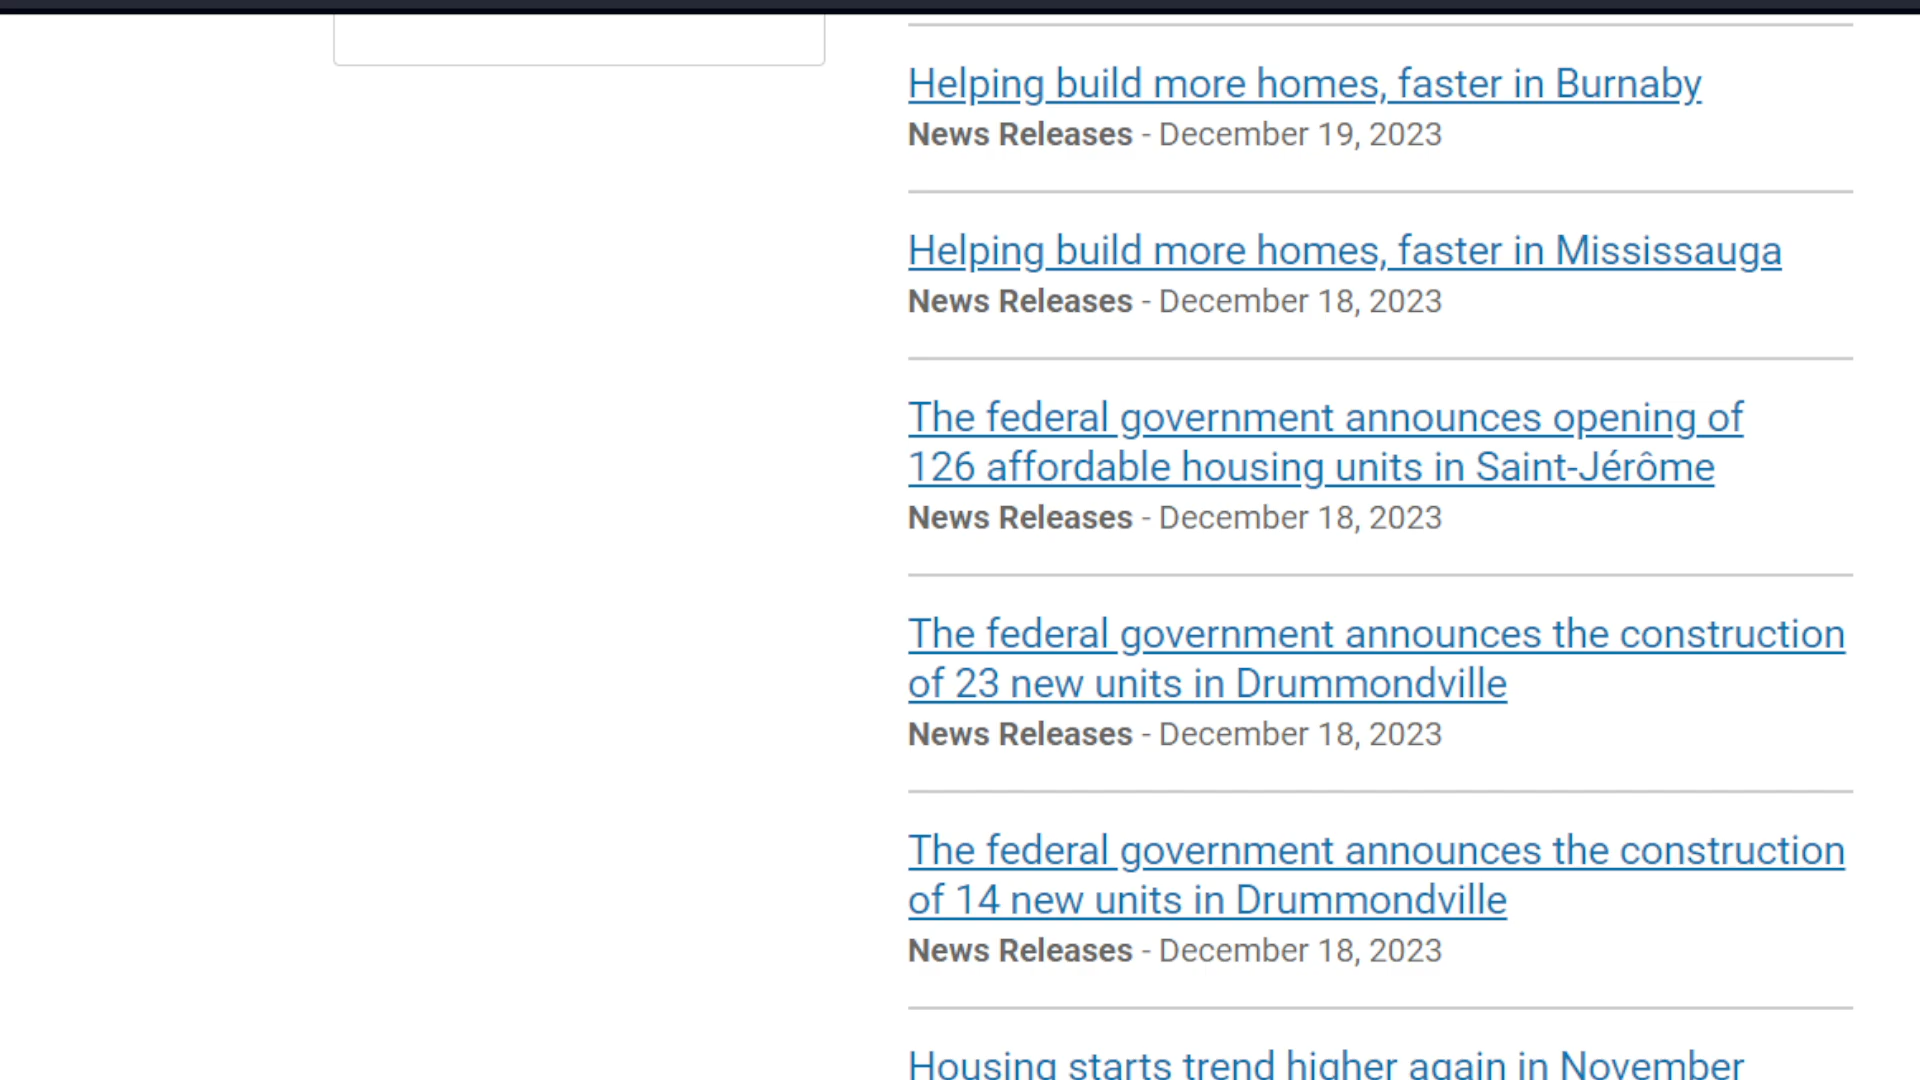 Helping build more homes, faster in Burnaby
News Releases - December 19, 2023
Helping build more homes, faster in Mississauga
News Releases - December 18, 2023
The federal government announces opening of
126 affordable housing units in Saint-Jérôme
News Releases - December 18, 2023
The federal government announces the construction
of 23 new units in Drummondville
News Releases - December 18, 2023
The federal government announces the construction
of 14 new units in Drummondville
News Releases - December 18, 2023
Housing starts trend higher again in November